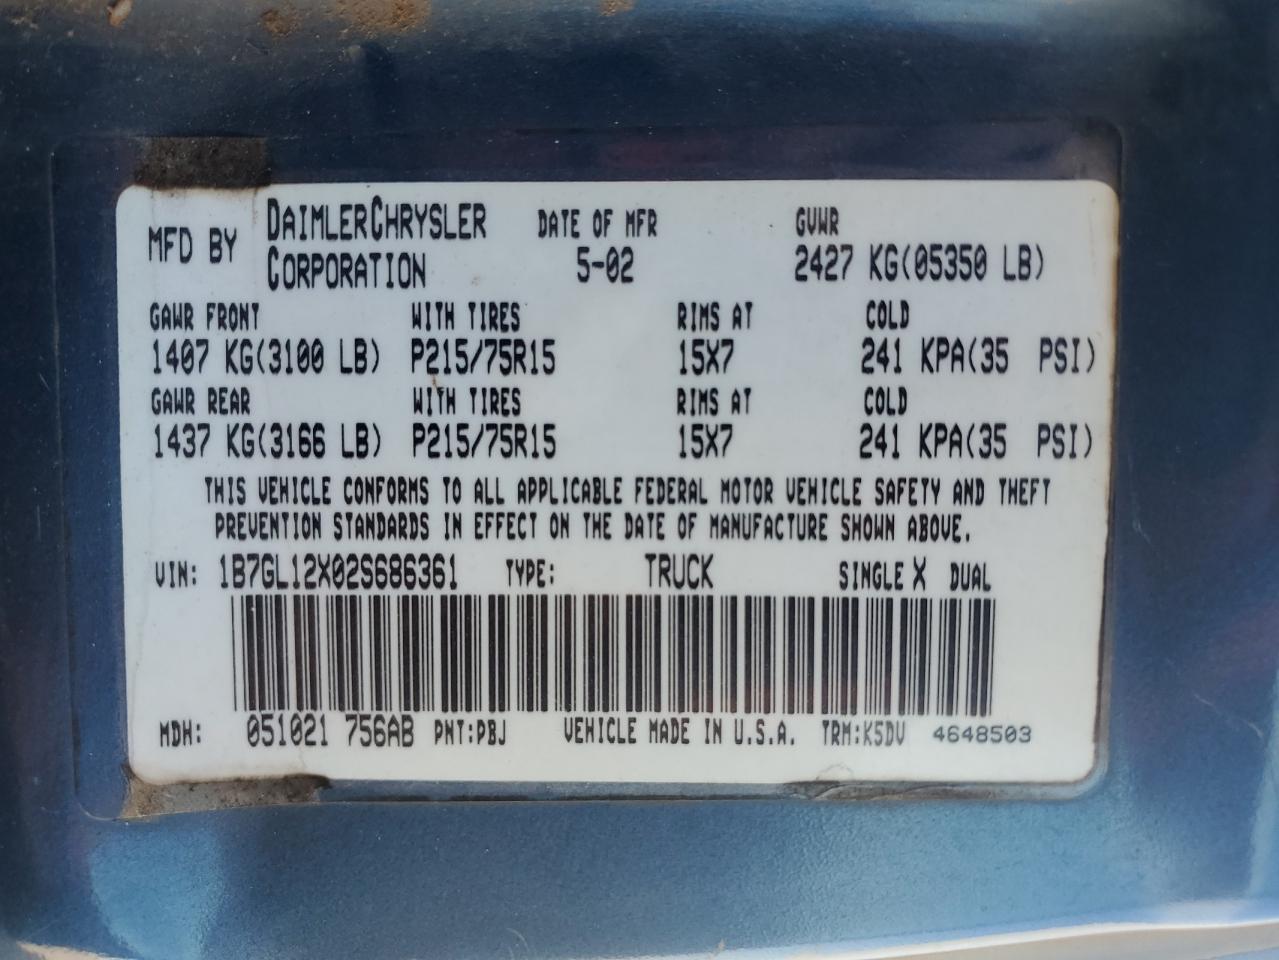 MFD BY DAIMLERCHRYSLER CORPORATION DATE OF MFR 5-02 GVWR 2427 KG(05350 LB)
GAWR FRONT WITH TIRES RIMS AT COLD
1407 KG(3100 LB) P215/75R15 15X7 241 KPA(35 PSI)
GAWR REAR WITH TIRES RIMS AT COLD
1437 KG(3166 LB) P215/75R15 15X7 241 KPA(35 PSI)
THIS VEHICLE CONFORMS TO ALL APPLICABLE FEDERAL MOTOR VEHICLE SAFETY AND THEFT
PREVENTION STANDARDS IN EFFECT ON THE DATE OF MANUFACTURE SHOWN ABOVE.
VIN: 1B7GL12X02S686361 TYPE: TRUCK SINGLE X DUAL
MDH: 051021 756AB PNT:PBJ VEHICLE MADE IN U.S.A. TRM:K5DV 4648503